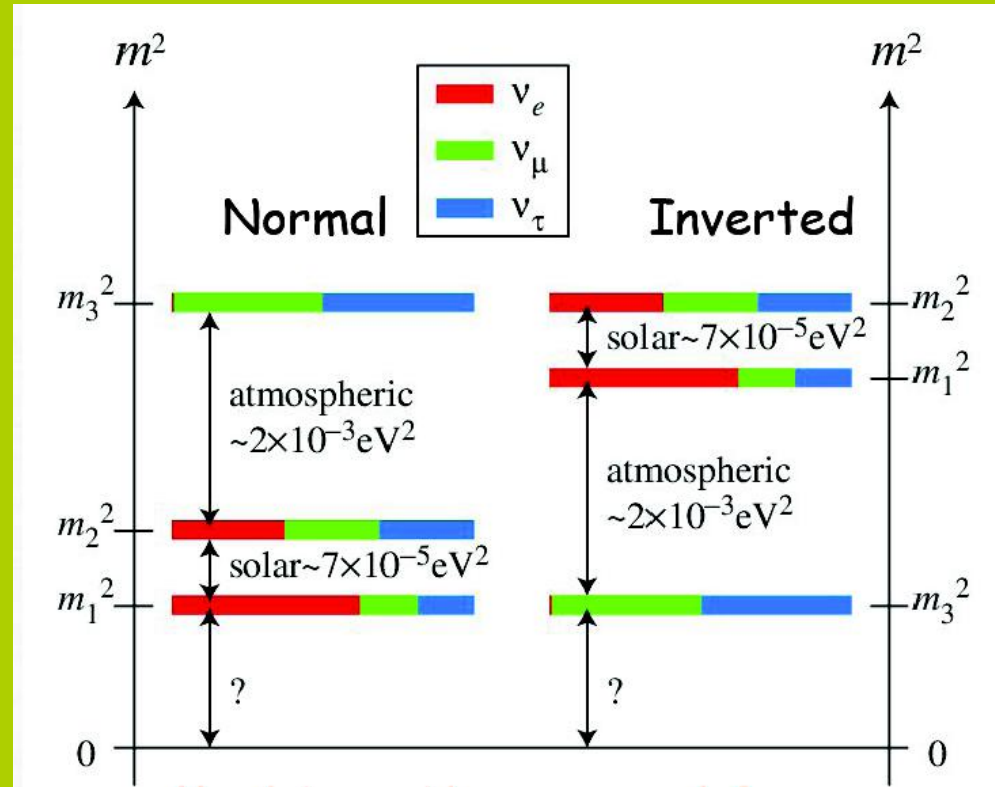 m²
m²
νₑ
ν_μ
ν_τ
Normal
Inverted
m₃²
m₂²
solar~7×10⁻⁵eV²
m₁²
atmospheric
~2×10⁻³eV²
atmospheric
~2×10⁻³eV²
m₂²
solar~7×10⁻⁵eV²
m₁²
m₃²
?
?
0
0